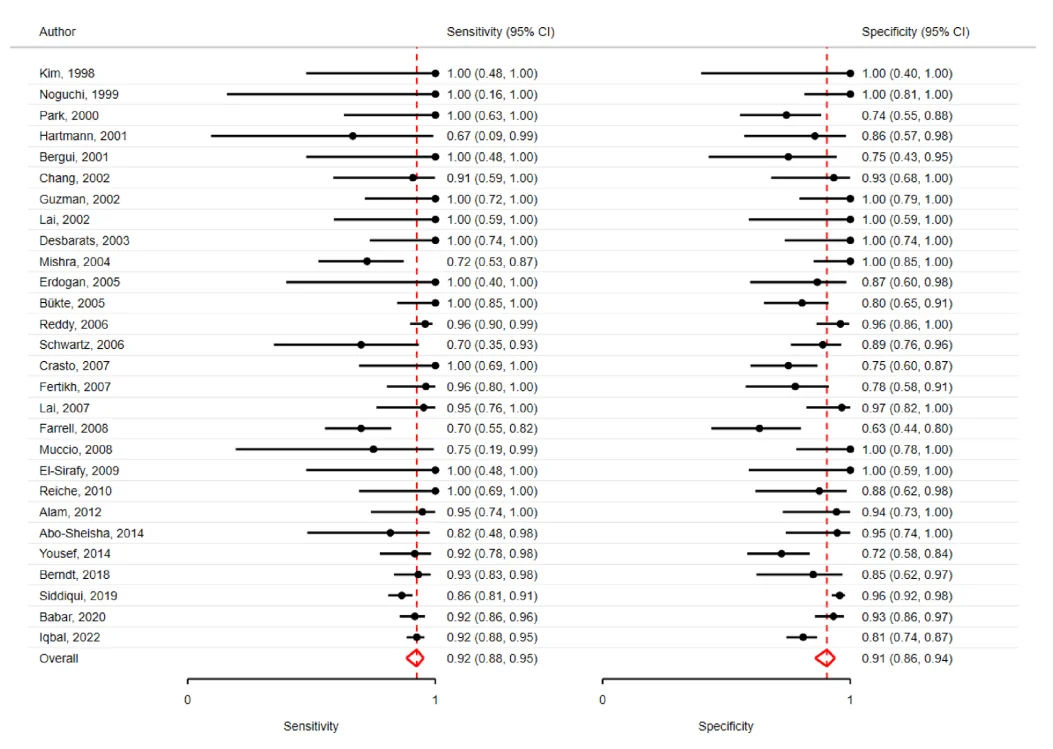 Author Sensitivity (95% CI) Specificity (95% CI)
Kim, 1998 1.00 (0.48, 1.00) 1.00 (0.40, 1.00)
Noguchi, 1999 1.00 (0.16, 1.00) 1.00 (0.81, 1.00)
Park, 2000 1.00 (0.63, 1.00) 0.74 (0.55, 0.88)
Hartmann, 2001 0.67 (0.09, 0.99) 0.86 (0.57, 0.98)
Bergui, 2001 1.00 (0.48, 1.00) 0.75 (0.43, 0.95)
Chang, 2002 0.91 (0.59, 1.00) 0.93 (0.68, 1.00)
Guzman, 2002 1.00 (0.72, 1.00) 1.00 (0.79, 1.00)
Lai, 2002 1.00 (0.59, 1.00) 1.00 (0.59, 1.00)
Desbarats, 2003 1.00 (0.74, 1.00) 1.00 (0.74, 1.00)
Mishra, 2004 0.72 (0.53, 0.87) 1.00 (0.85, 1.00)
Erdogan, 2005 1.00 (0.40, 1.00) 0.87 (0.60, 0.98)
Bükte, 2005 1.00 (0.85, 1.00) 0.80 (0.65, 0.91)
Reddy, 2006 0.96 (0.90, 0.99) 0.96 (0.86, 1.00)
Schwartz, 2006 0.70 (0.35, 0.93) 0.89 (0.76, 0.96)
Crasto, 2007 1.00 (0.69, 1.00) 0.75 (0.60, 0.87)
Fertikh, 2007 0.96 (0.80, 1.00) 0.78 (0.58, 0.91)
Lai, 2007 0.95 (0.76, 1.00) 0.97 (0.82, 1.00)
Farrell, 2008 0.70 (0.55, 0.82) 0.63 (0.44, 0.80)
Muccio, 2008 0.75 (0.19, 0.99) 1.00 (0.78, 1.00)
El-Sirafy, 2009 1.00 (0.48, 1.00) 1.00 (0.59, 1.00)
Reiche, 2010 1.00 (0.69, 1.00) 0.88 (0.62, 0.98)
Alam, 2012 0.95 (0.74, 1.00) 0.94 (0.73, 1.00)
Abo-Sheisha, 2014 0.82 (0.48, 0.98) 0.95 (0.74, 1.00)
Yousef, 2014 0.92 (0.78, 0.98) 0.72 (0.58, 0.84)
Berndt, 2018 0.93 (0.83, 0.98) 0.85 (0.62, 0.97)
Siddiqui, 2019 0.86 (0.81, 0.91) 0.96 (0.92, 0.98)
Babar, 2020 0.92 (0.86, 0.96) 0.93 (0.86, 0.97)
Iqbal, 2022 0.92 (0.88, 0.95) 0.81 (0.74, 0.87)
Overall 0.92 (0.88, 0.95) 0.91 (0.86, 0.94)
0 1 0 1
Sensitivity Specificity